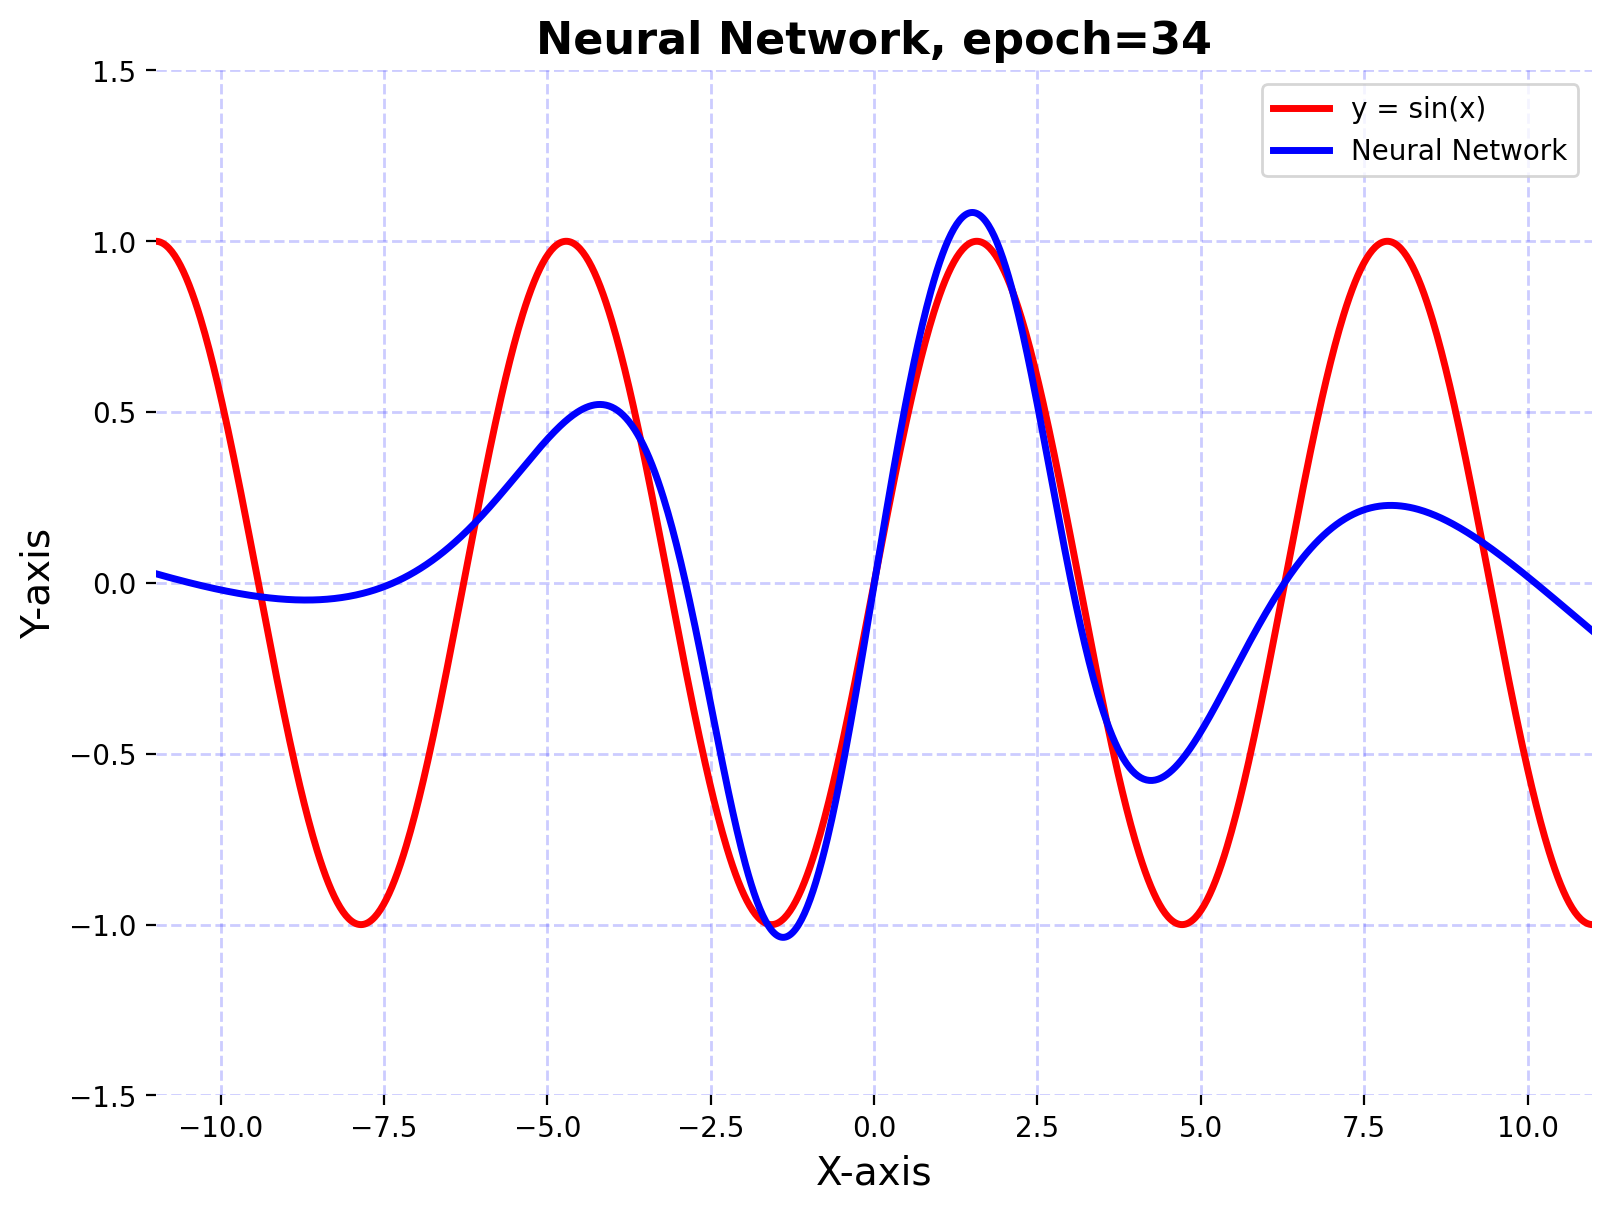 Neural Network, epoch=34
y = sin(x)
Neural Network
1.5
1.0
0.5
0.0
−0.5
−1.0
−1.5
Y-axis
−10.0 −7.5 −5.0 −2.5 0.0 2.5 5.0 7.5 10.0
X-axis